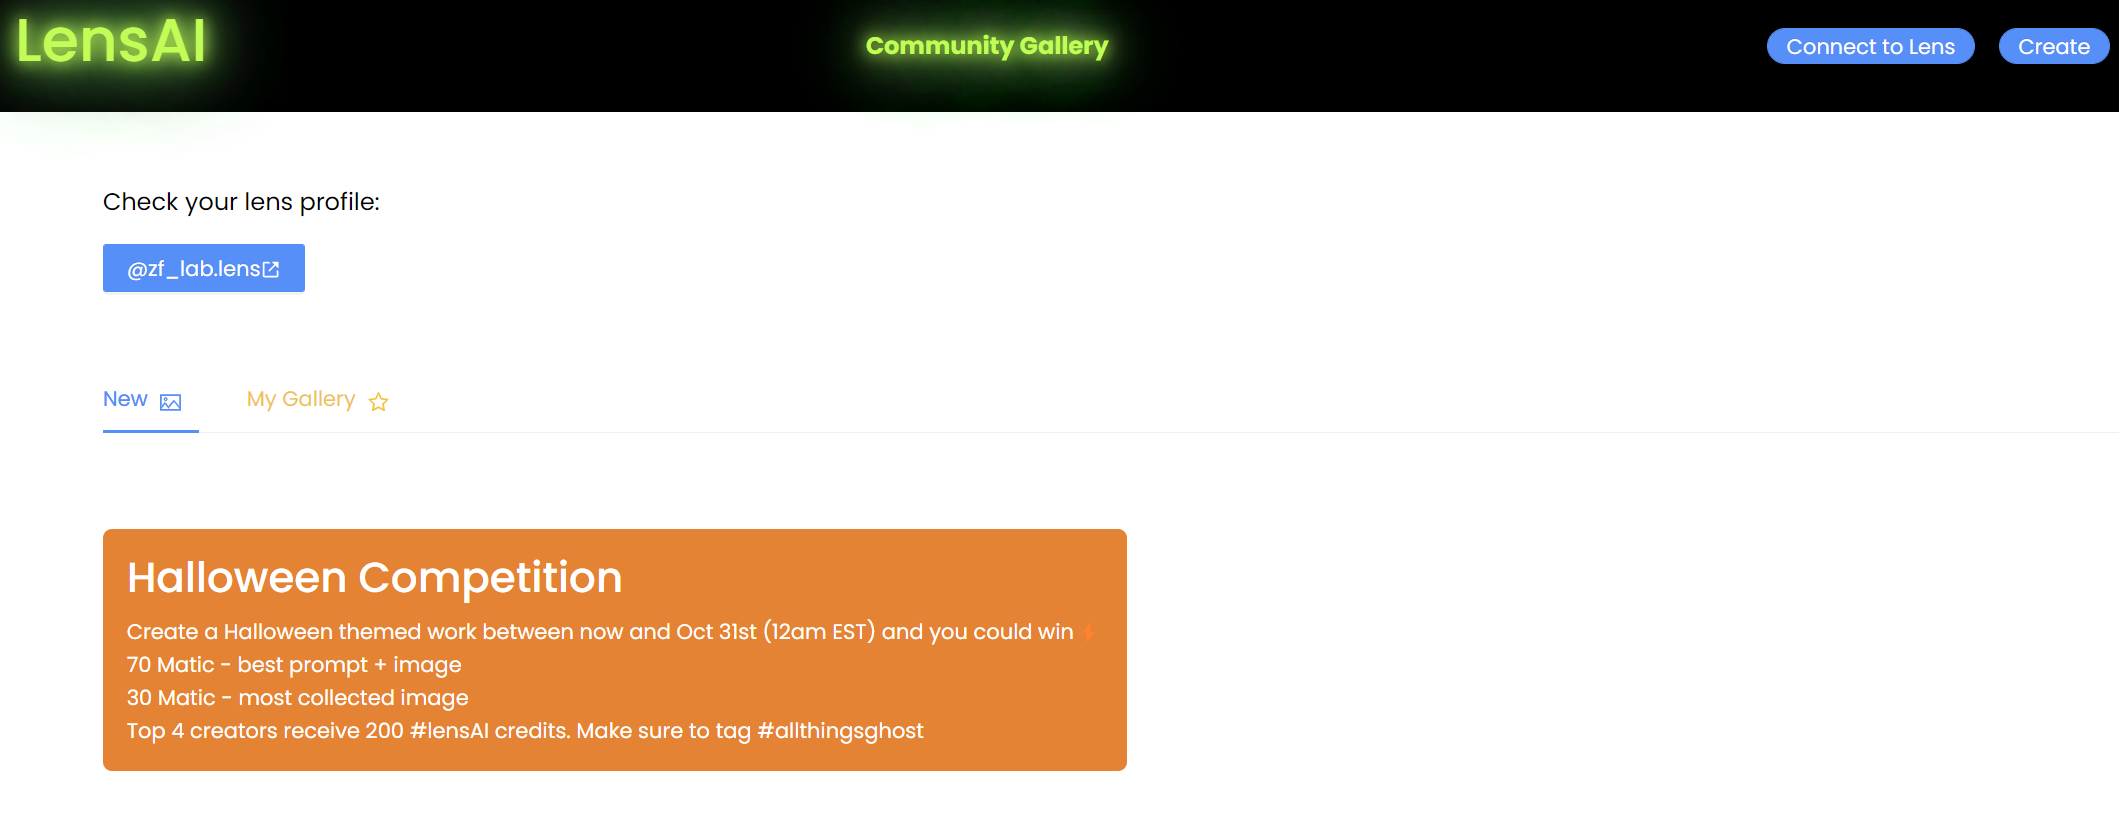 LensAI
Community Gallery
Connect to Lens
Create
Check your lens profile:
@zf_lab.lens
New
My Gallery
Halloween Competition
Create a Halloween themed work between now and Oct 31st (12am EST) and you could win
70 Matic - best prompt + image
30 Matic - most collected image
Top 4 creators receive 200 #lensAI credits. Make sure to tag #allthingsghost